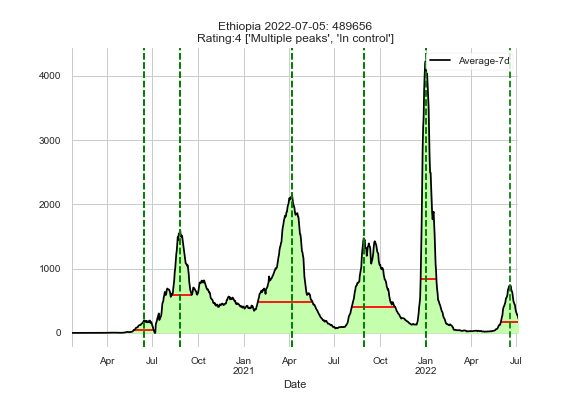 Ethiopia 2022-07-05: 489656
Rating:4 ['Multiple peaks', 'In control']
Average-7d
4000
3000
2000
1000
0
Apr Jul Oct Jan Apr Jul Oct Jan Apr Jul
2021 2022
Date